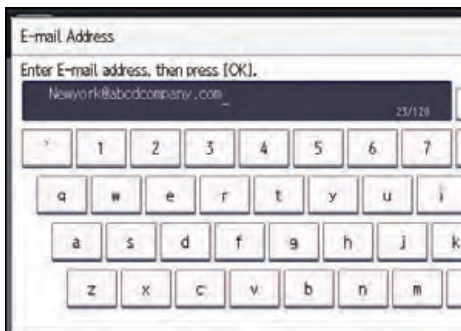 E-mail Address
Enter E-mail address, then press [OK].
Newyork@abcdcompany.com_
23/128
` 1 2 3 4 5 6 7
q w e r t y u i
a s d f g h j k
z x c v b n m